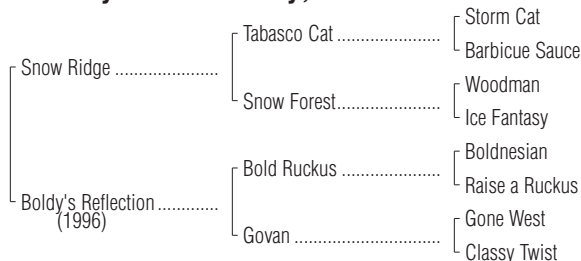 Storm Cat
Tabasco Cat ..........................
Barbicue Sauce
Snow Ridge .....................
Woodman
Snow Forest..........................
Ice Fantasy
Boldnesian
Bold Ruckus .........................
Raise a Ruckus
Boldy's Reflection .............
(1996)
Gone West
Govan .....................................
Classy Twist